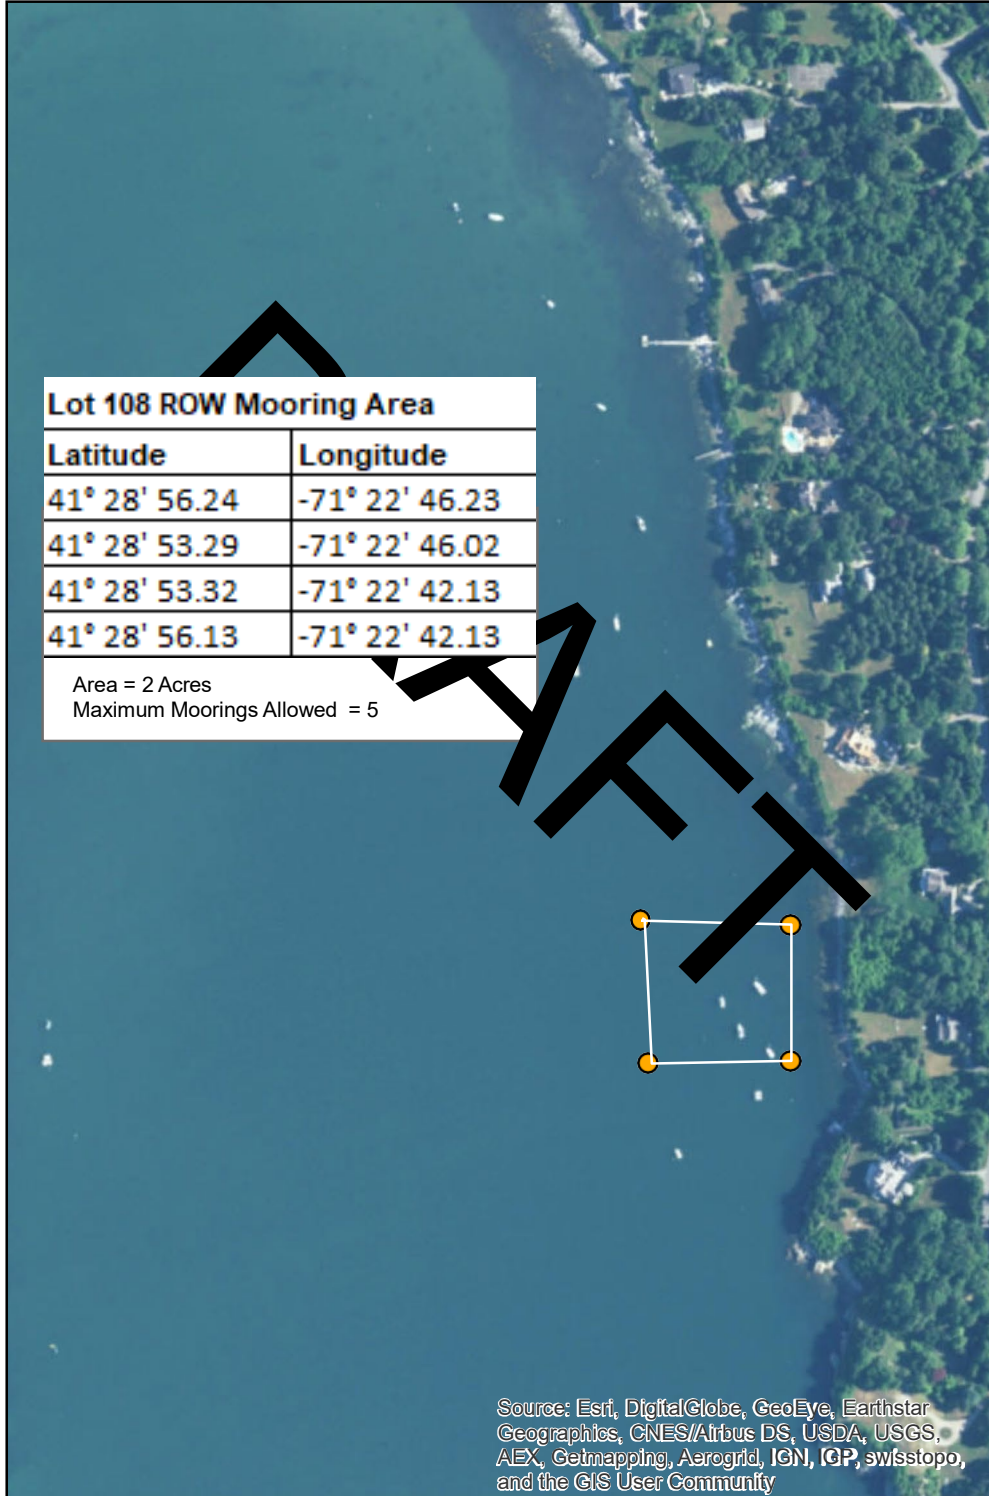 DRAFT
Lot 108 ROW Mooring Area
Latitude Longitude
41° 28' 56.24 -71° 22' 46.23
41° 28' 53.29 -71° 22' 46.02
41° 28' 53.32 -71° 22' 42.13
41° 28' 56.13 -71° 22' 42.13
Area = 2 Acres
Maximum Moorings Allowed = 5
Source: Esri, DigitalGlobe, GeoEye, Earthstar
Geographics, CNES/Airbus DS, USDA, USGS,
AEX, Getmapping, Aerogrid, IGN, IGP, swisstopo,
and the GIS User Community